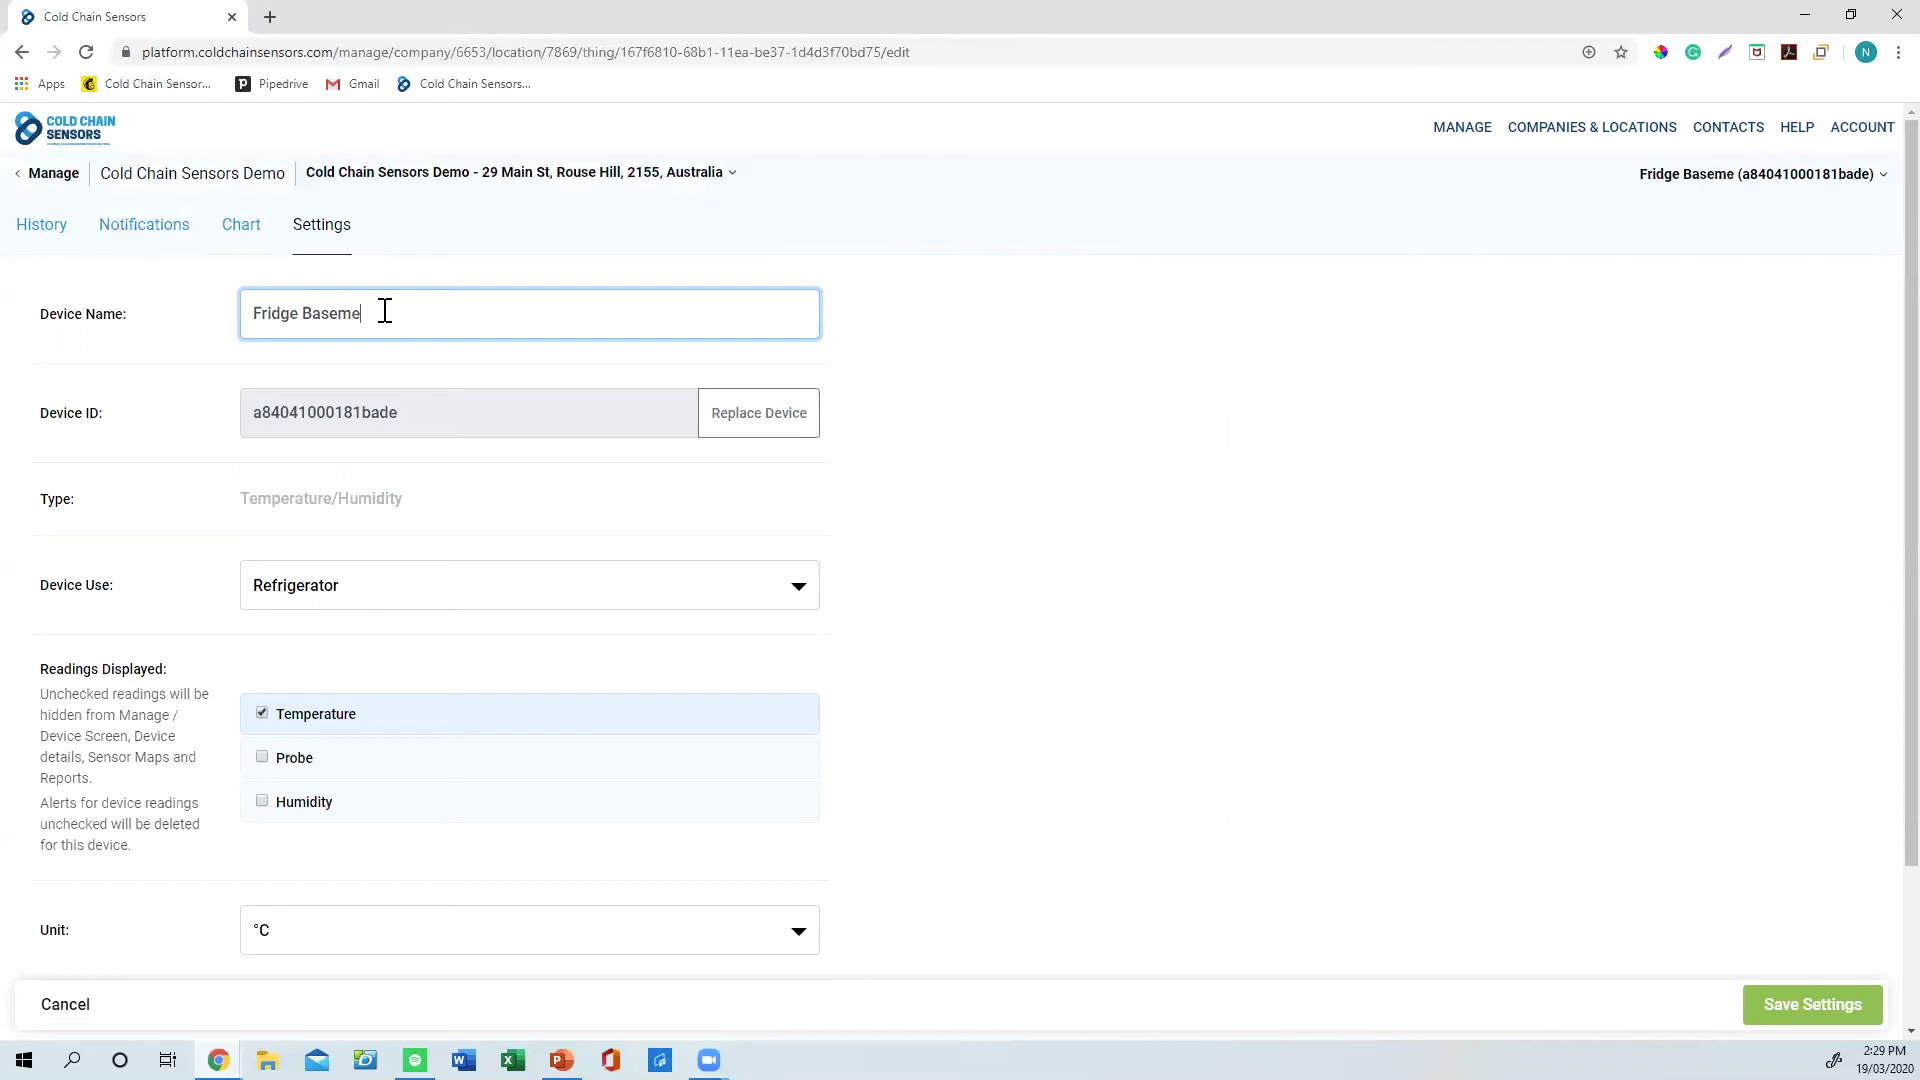 Cold Chain Sensors
platform.coldchainsensors.com/manage/company/6653/location/7869/thing/167f6810-68b1-11ea-be37-1d4d3f70bd75/edit
N
Apps
Cold Chain Sensor...
Pipedrive
Gmail
Cold Chain Sensors...
COLD CHAIN
SENSORS
MANAGE
COMPANIES & LOCATIONS
CONTACTS
HELP
ACCOUNT
Manage
Cold Chain Sensors Demo
Cold Chain Sensors Demo - 29 Main St, Rouse Hill, 2155, Australia
Fridge Baseme (a84041000181bade)
History
Notifications
Chart
Settings
Device Name:
Fridge Baseme
Device ID:
a84041000181bade
Replace Device
Type:
Temperature/Humidity
Device Use:
Refrigerator
Readings Displayed:
Unchecked readings will be
hidden from Manage /
Device Screen, Device
details, Sensor Maps and
Reports.
Alerts for device readings
unchecked will be deleted
for this device.
Temperature
Probe
Humidity
Unit:
°C
Cancel
Save Settings
2:29 PM
19/03/2020